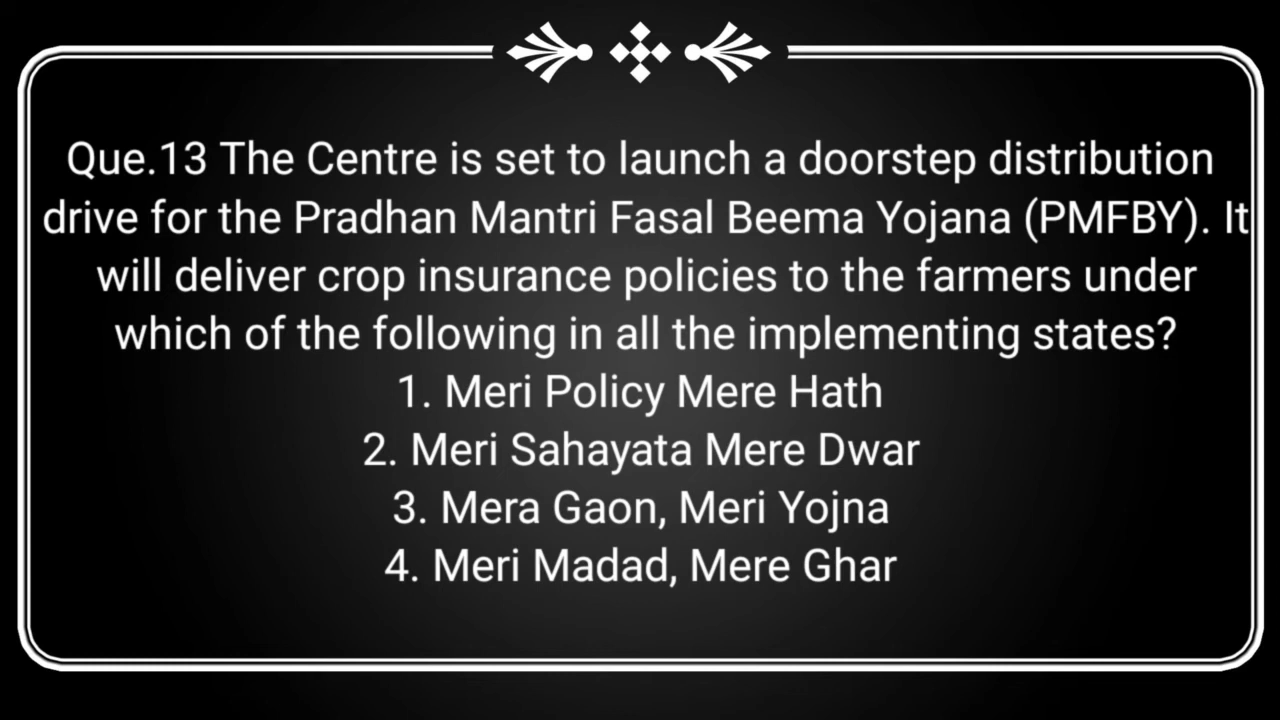 Que.13 The Centre is set to launch a doorstep distribution
drive for the Pradhan Mantri Fasal Beema Yojana (PMFBY). It
will deliver crop insurance policies to the farmers under
which of the following in all the implementing states?
1. Meri Policy Mere Hath
2. Meri Sahayata Mere Dwar
3. Mera Gaon, Meri Yojna
4. Meri Madad, Mere Ghar